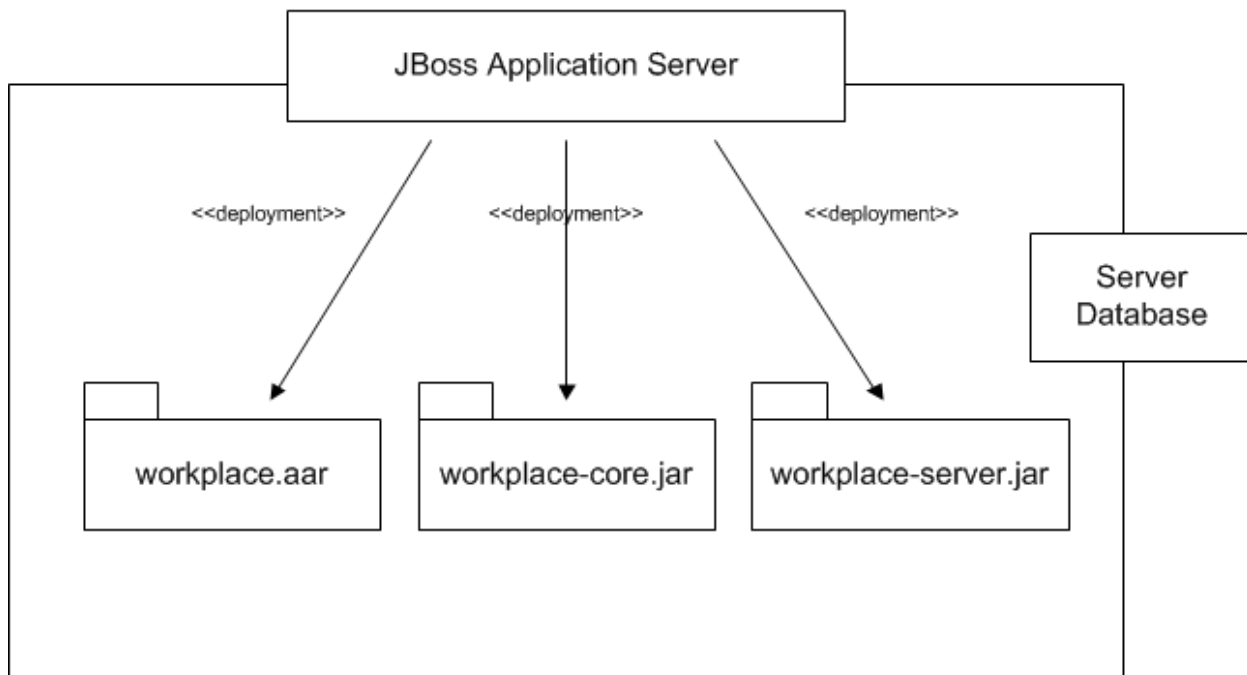 JBoss Application Server
<<deployment>>
<<deployment>>
<<deployment>>
Server
Database
workplace.aar
workplace-core.jar
workplace-server.jar